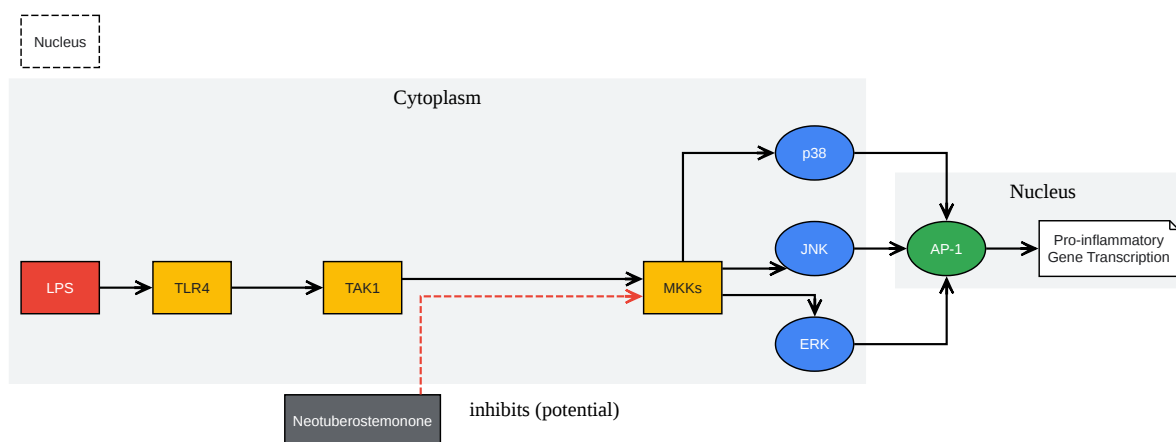 Nucleus
Cytoplasm
p38
Nucleus
JNK
AP-1
Pro-inflammatory
Gene Transcription
LPS
TLR4
TAK1
MKKs
ERK
Neotuberostemonone
inhibits (potential)